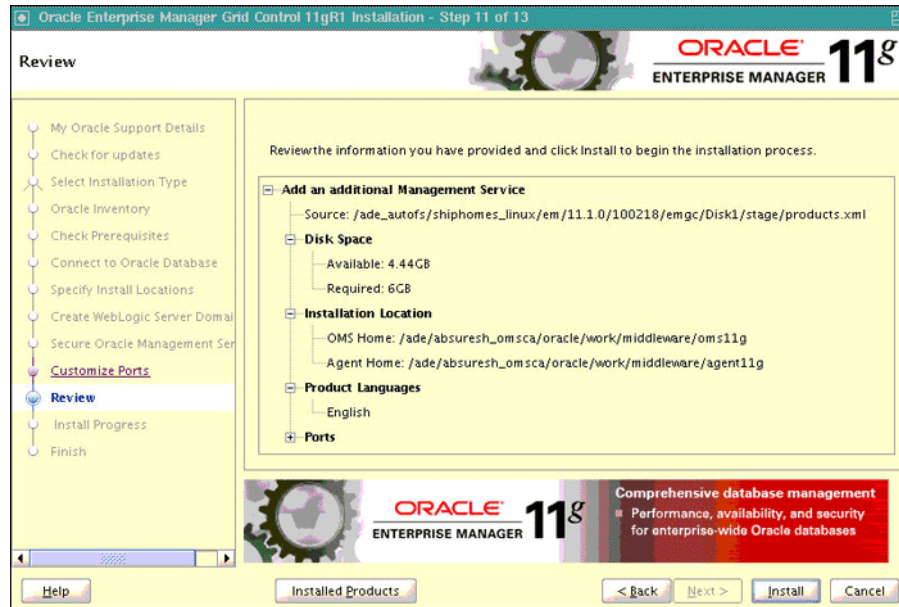 Oracle Enterprise Manager Grid Control 11gR1 Installation - Step 11 of 13
Review
ORACLE
ENTERPRISE MANAGER 11g
My Oracle Support Details
Check for updates
Select Installation Type
Oracle Inventory
Check Prerequisites
Connect to Oracle Database
Specify Install Locations
Create WebLogic Server Domai
Secure Oracle Management Ser
Customize Ports
Review
Install Progress
Finish
Review the information you have provided and click Install to begin the installation process.
Add an additional Management Service
Source: /ade_autofs/shiphomes_linux/em/11.1.0/100218/emgc/Disk1/stage/products.xml
Disk Space
Available: 4.44GB
Required: 6GB
Installation Location
OMS Home: /ade/absuresh_omsca/oracle/work/middleware/oms11g
Agent Home: /ade/absuresh_omsca/oracle/work/middleware/agent11g
Product Languages
English
Ports
ORACLE
ENTERPRISE MANAGER 11g
Comprehensive database management
Performance, availability, and security
for enterprise-wide Oracle databases
Help
Installed Products
< Back
Next >
Install
Cancel